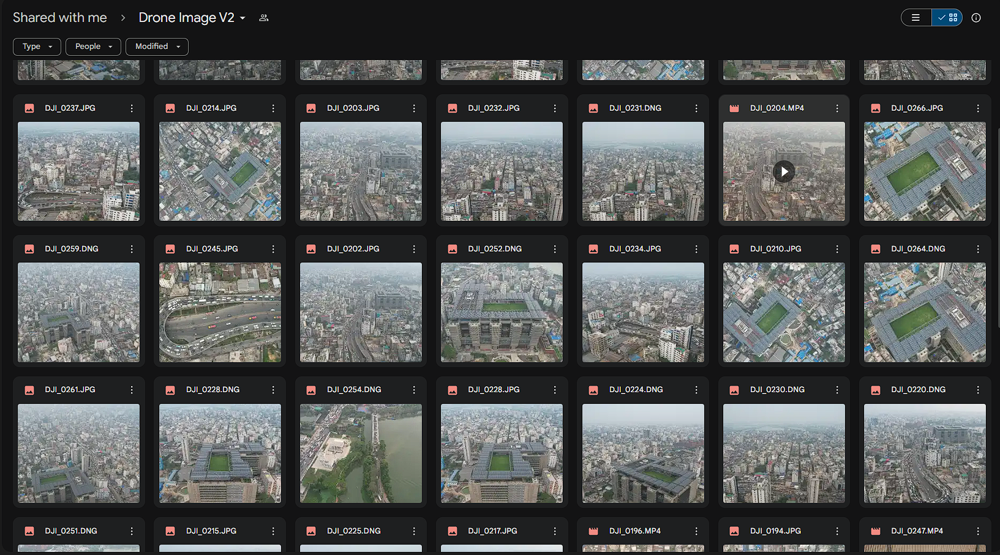 Shared with me > Drone Image V2
Type People Modified
DJI_0237.JPG DJI_0214.JPG DJI_0203.JPG DJI_0232.JPG DJI_0231.DNG DJI_0204.MP4 DJI_0266.JPG
DJI_0259.DNG DJI_0245.JPG DJI_0202.JPG DJI_0252.DNG DJI_0234.JPG DJI_0210.JPG DJI_0264.DNG
DJI_0261.JPG DJI_0228.DNG DJI_0254.DNG DJI_0228.JPG DJI_0224.DNG DJI_0230.DNG DJI_0220.DNG
DJI_0251.DNG DJI_0215.JPG DJI_0225.DNG DJI_0217.JPG DJI_0196.MP4 DJI_0194.JPG DJI_0247.MP4